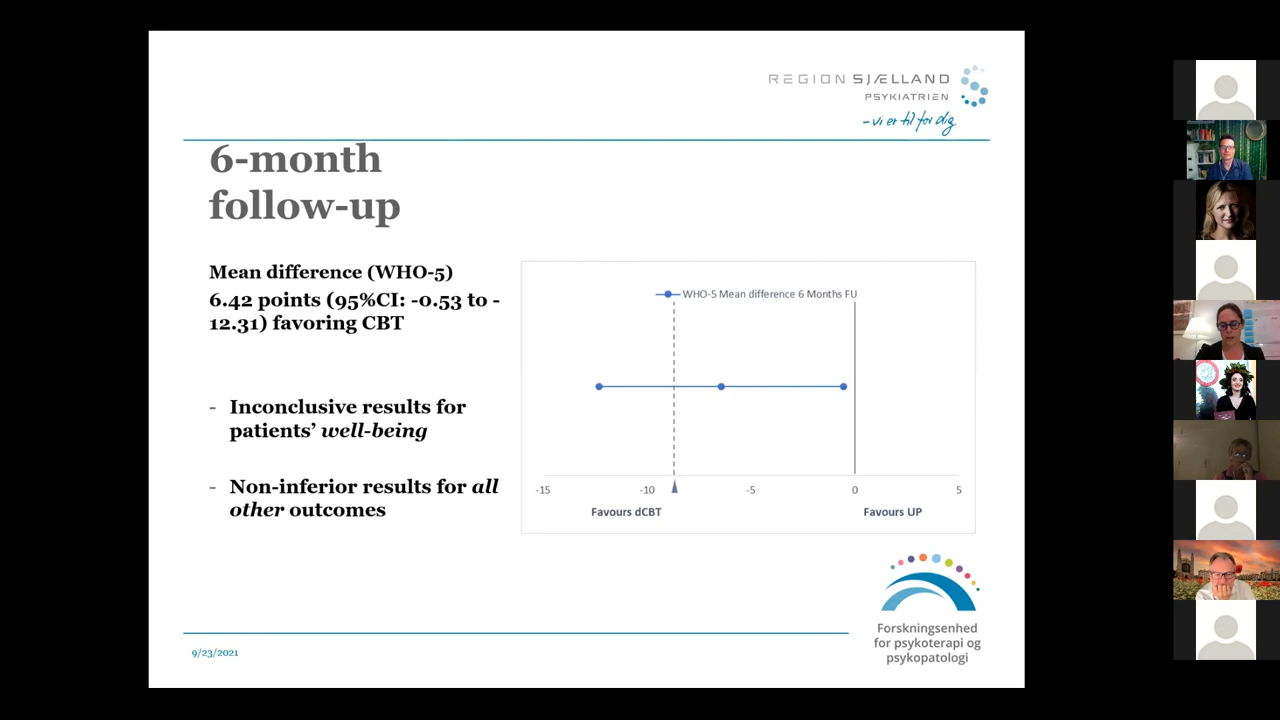 REGION SJÆLLAND
PSYKIATRIEN
- vi er til for dig
6-month
follow-up
Mean difference (WHO-5)
6.42 points (95%CI: -0.53 to -
12.31) favoring CBT
- Inconclusive results for
patients’ well-being
- Non-inferior results for all
other outcomes
WHO-5 Mean difference 6 Months FU
-15 -10 -5 0 5
Favours dCBT Favours UP
Forskningsenhed
for psykoterapi og
psykopatologi
9/23/2021